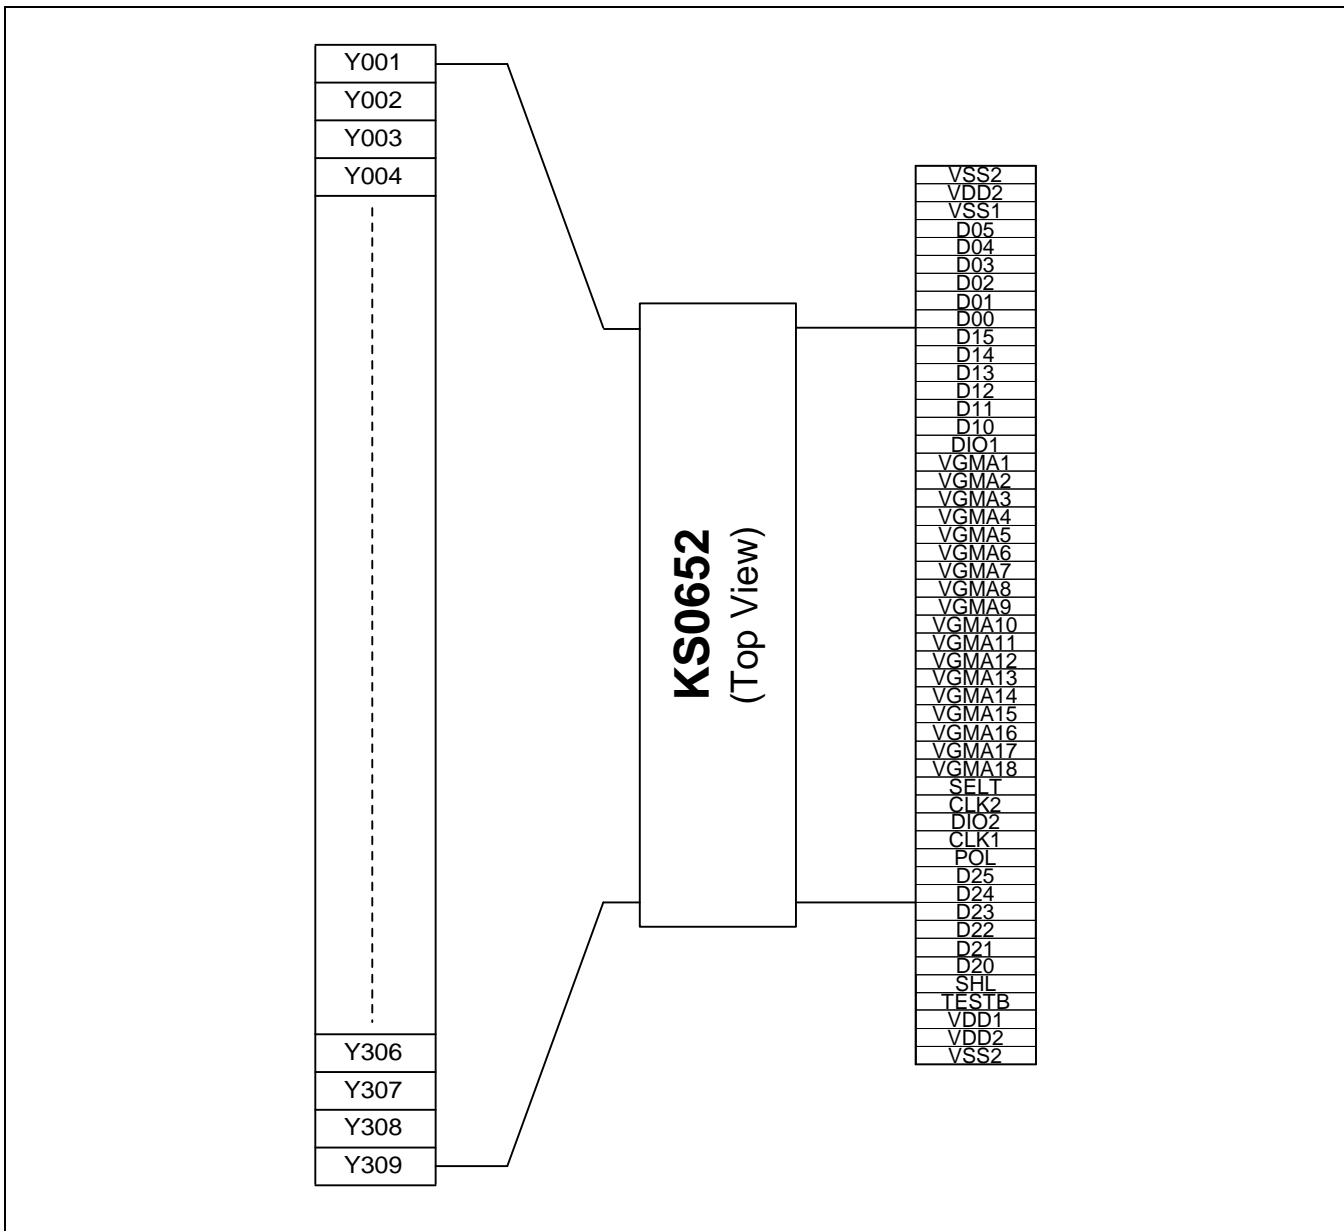 Y001
Y002
Y003
Y004
Y306
Y307
Y308
Y309
KS0652
(Top View)
VSS2
VDD2
VSS1
D05
D04
D03
D02
D01
D00
D15
D14
D13
D12
D11
D10
DIO1
VGMA1
VGMA2
VGMA3
VGMA4
VGMA5
VGMA6
VGMA7
VGMA8
VGMA9
VGMA10
VGMA11
VGMA12
VGMA13
VGMA14
VGMA15
VGMA16
VGMA17
VGMA18
SELT
CLK2
DIO2
CLK1
POL
D25
D24
D23
D22
D21
D20
SHL
TESTB
VDD1
VDD2
VSS2